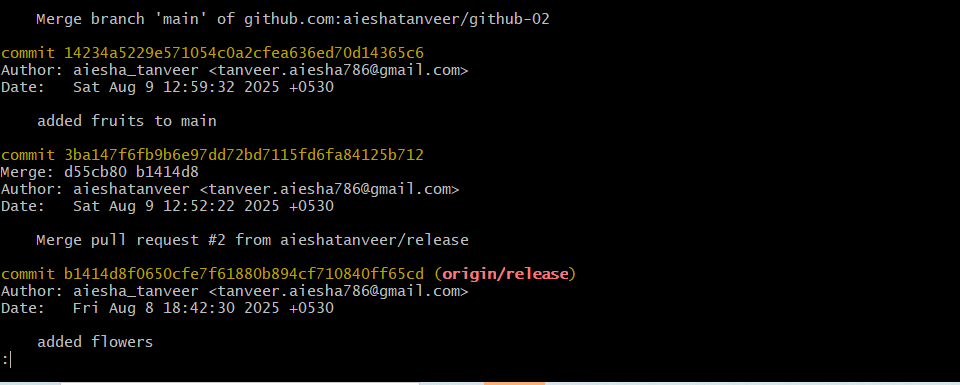 Merge branch 'main' of github.com:aieshatanveer/github-02
commit 14234a5229e571054c0a2cfea636ed70d14365c6
Author: aiesha_tanveer <tanveer.aiesha786@gmail.com>
Date:   Sat Aug 9 12:59:32 2025 +0530
added fruits to main
commit 3ba147f6fb9b6e97dd72bd7115fd6fa84125b712
Merge: d55cb80 b1414d8
Author: aieshatanveer <tanveer.aiesha786@gmail.com>
Date:   Sat Aug 9 12:52:22 2025 +0530
Merge pull request #2 from aieshatanveer/release
commit b1414d8f0650cfe7f61880b894cf710840ff65cd (origin/release)
Author: aiesha_tanveer <tanveer.aiesha786@gmail.com>
Date:   Fri Aug 8 18:42:30 2025 +0530
added flowers
: